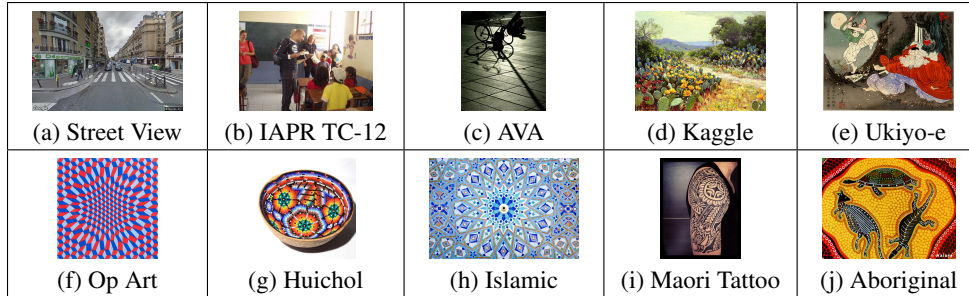 (a) Street View
(b) IAPR TC-12
(c) AVA
(d) Kaggle
(e) Ukiyo-e
(f) Op Art
(g) Huichol
(h) Islamic
(i) Maori Tattoo
(j) Aboriginal